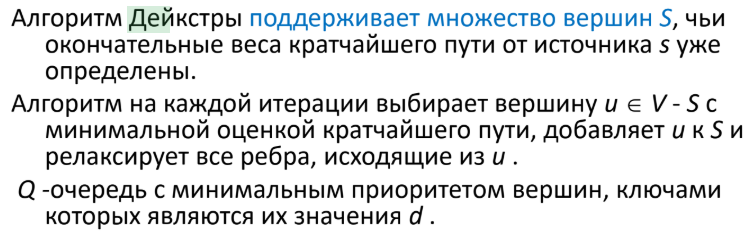 Алгоритм Дейкстры поддерживает множество вершин S, чьи
окончательные веса кратчайшего пути от источника s уже
определены.
Алгоритм на каждой итерации выбирает вершину u ∈ V - S с
минимальной оценкой кратчайшего пути, добавляет u к S и
релаксирует все ребра, исходящие из u .
Q -очередь с минимальным приоритетом вершин, ключами
которых являются их значения d .